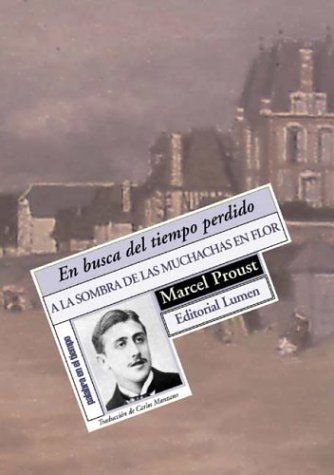 En busca del tiempo perdido
A LA SOMBRA DE LAS MUCHACHAS EN FLOR
Marcel Proust
Editorial Lumen
palabra en el tiempo
Traducción de Carlos Manzano